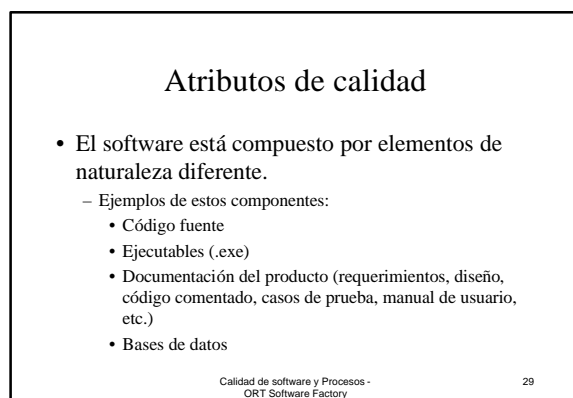 Atributos de calidad
• El software está compuesto por elementos de
naturaleza diferente.
– Ejemplos de estos componentes:
• Código fuente
• Ejecutables (.exe)
• Documentación del producto (requerimientos, diseño,
código comentado, casos de prueba, manual de usuario,
etc.)
• Bases de datos
Calidad de software y Procesos -
ORT Software Factory
29